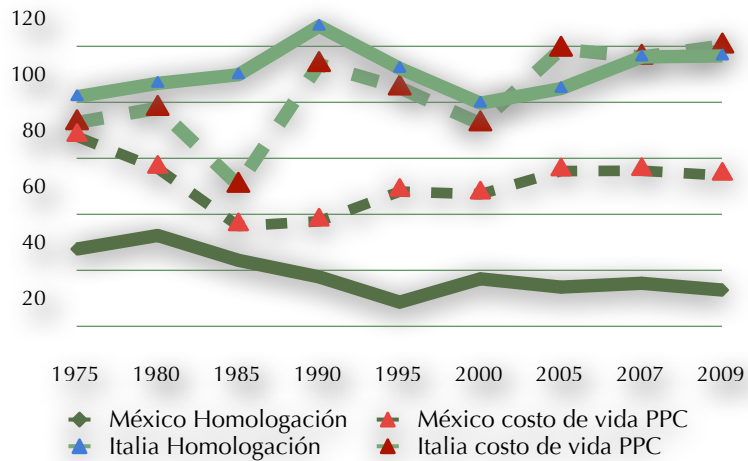 120
100
80
60
40
20
1975 1980 1985 1990 1995 2000 2005 2007 2009
México Homologación México costo de vida PPC
Italia Homologación Italia costo de vida PPC